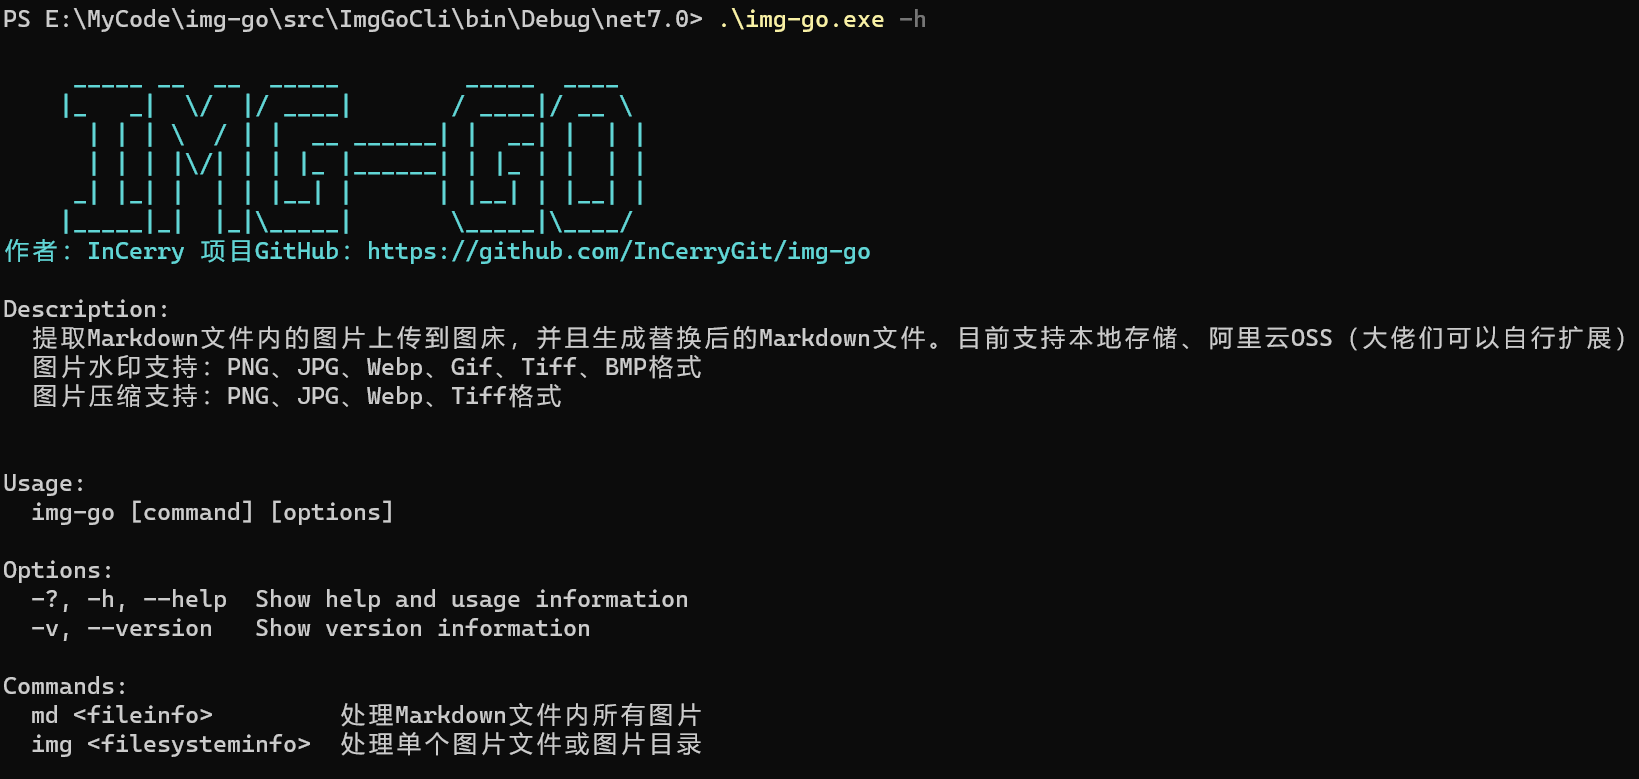 PS E:\MyCode\img-go\src\ImgGoCli\bin\Debug\net7.0> .\img-go.exe -h
IMG-GO
作者：InCerry 项目GitHub：https://github.com/InCerryGit/img-go
Description:
提取Markdown文件内的图片上传到图床，并且生成替换后的Markdown文件。目前支持本地存储、阿里云OSS（大佬们可以自行扩展）
图片水印支持：PNG、JPG、Webp、Gif、Tiff、BMP格式
图片压缩支持：PNG、JPG、Webp、Tiff格式
Usage:
img-go [command] [options]
Options:
-?, -h, --help  Show help and usage information
-v, --version   Show version information
Commands:
md <fileinfo>         处理Markdown文件内所有图片
img <filesysteminfo>  处理单个图片文件或图片目录